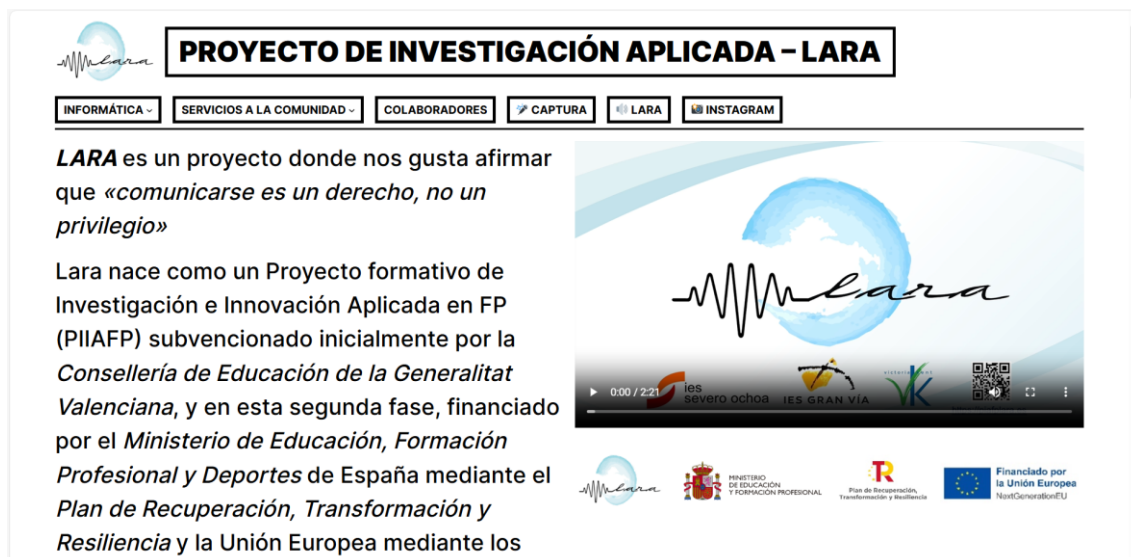 lara
PROYECTO DE INVESTIGACIÓN APLICADA – LARA
INFORMÁTICA
SERVICIOS A LA COMUNIDAD
COLABORADORES
CAPTURA
LARA
INSTAGRAM
LARA es un proyecto donde nos gusta afirmar
que «comunicarse es un derecho, no un
privilegio»
Lara nace como un Proyecto formativo de
Investigación e Innovación Aplicada en FP
(PIIAFP) subvencionado inicialmente por la
Consellería de Educación de la Generalitat
Valenciana, y en esta segunda fase, financiado
por el Ministerio de Educación, Formación
Profesional y Deportes de España mediante el
Plan de Recuperación, Transformación y
Resiliencia y la Unión Europea mediante los
lara
0:00 / 2:21
ies
severo ochoa
IES GRAN VÍA
lara
MINISTERIO
DE EDUCACIÓN
Y FORMACIÓN PROFESIONAL
Plan de Recuperación,
Transformación y Resiliencia
Financiado por
la Unión Europea
NextGenerationEU